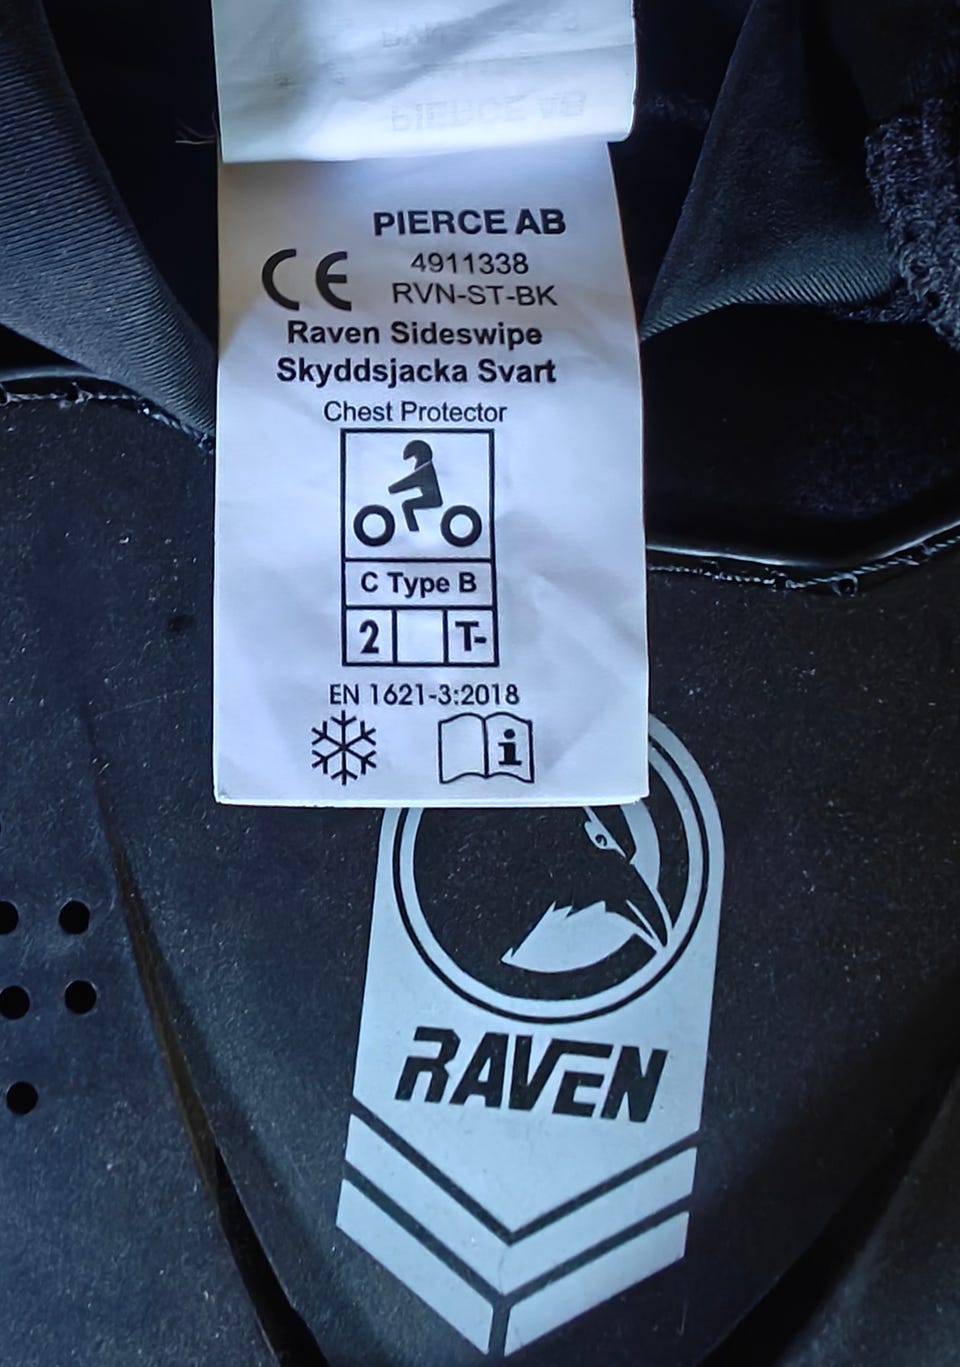 PIERCE AB
4911338
RVN-ST-BK
Raven Sideswipe
Skyddsjacka Svart
Chest Protector
C Type B
2 T-
EN 1621-3:2018
i
RAVEN